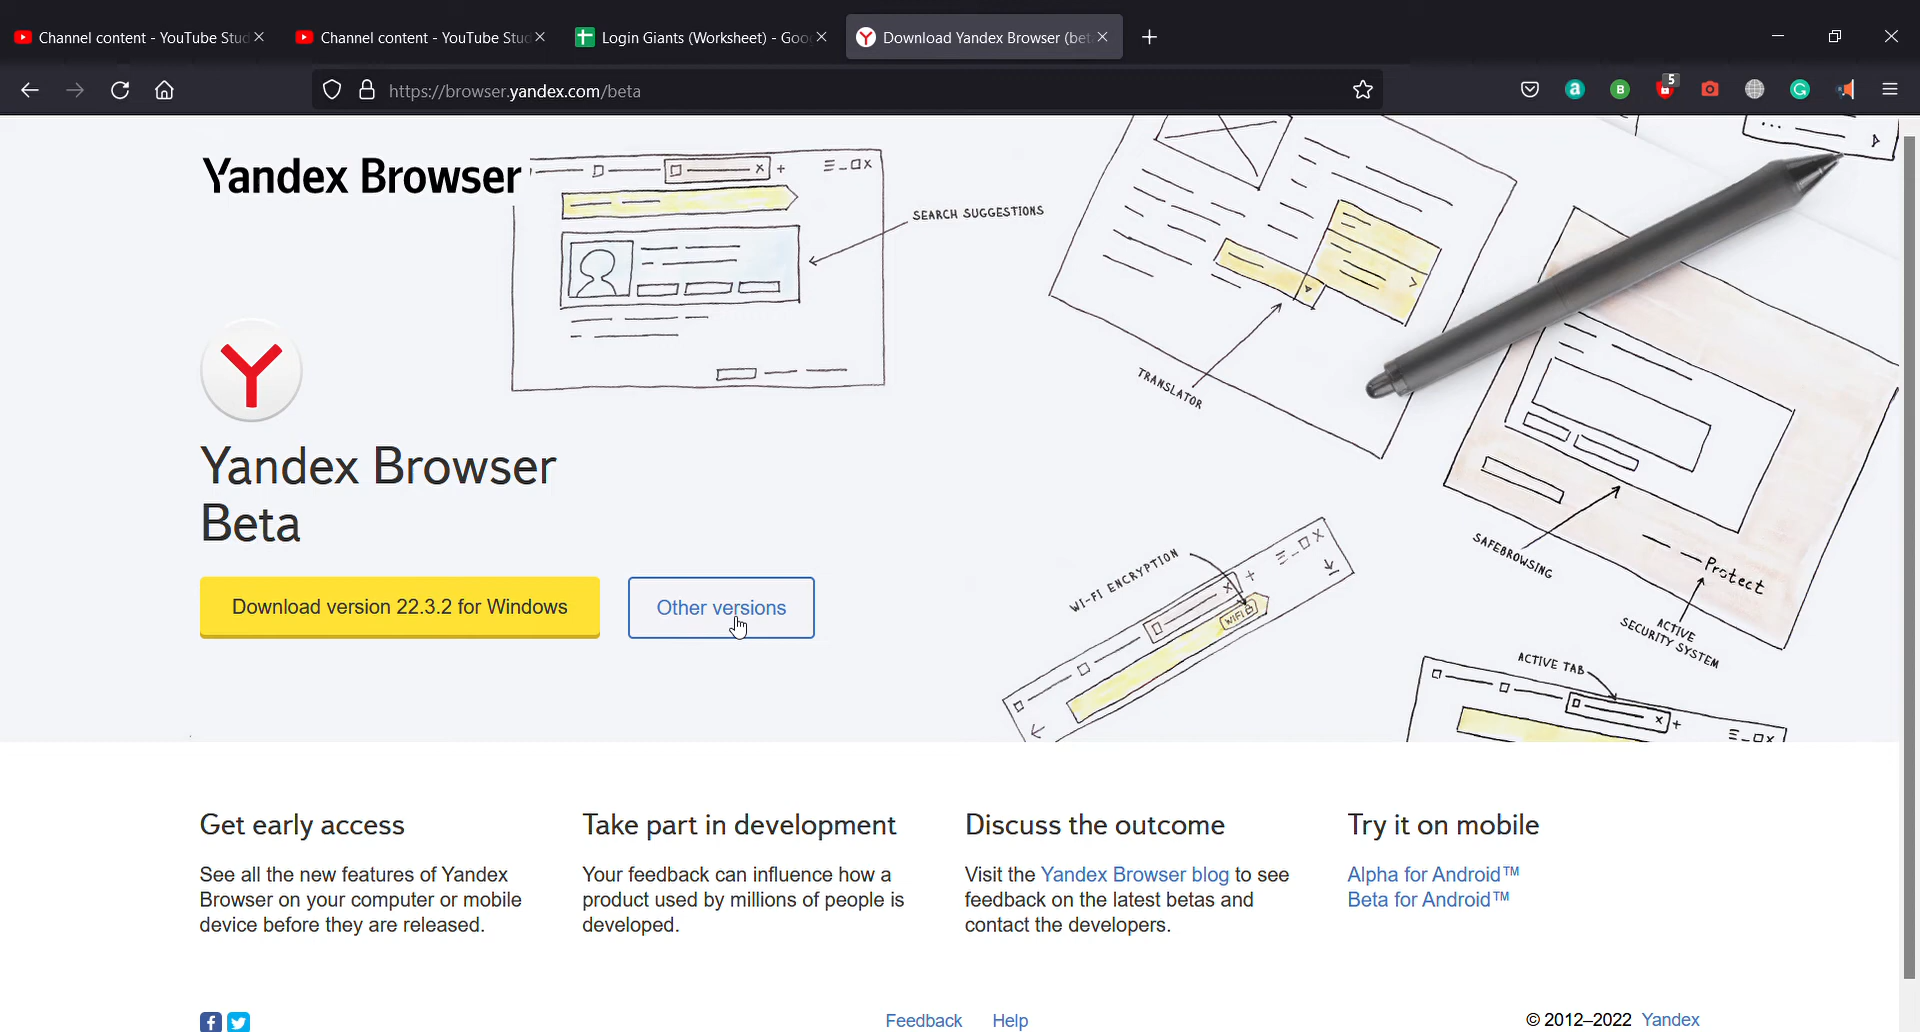 Channel content - YouTube Stud
Channel content - YouTube Stud
Login Giants (Worksheet) - Goo
Download Yandex Browser (bet
https://browser.yandex.com/beta
5
Yandex Browser
SEARCH SUGGESTIONS
TRANSLATOR
Yandex Browser
Beta
SAFEBROWSING
Protect
WI-FI ENCRYPTION
WIFI
ACTIVE
SECURITY SYSTEM
ACTIVE TAB
Download version 22.3.2 for Windows
Other versions
Get early access
See all the new features of Yandex
Browser on your computer or mobile
device before they are released.
Take part in development
Your feedback can influence how a
product used by millions of people is
developed.
Discuss the outcome
Visit the Yandex Browser blog to see
feedback on the latest betas and
contact the developers.
Try it on mobile
Alpha for Android™
Beta for Android™
Feedback
Help
© 2012–2022 Yandex